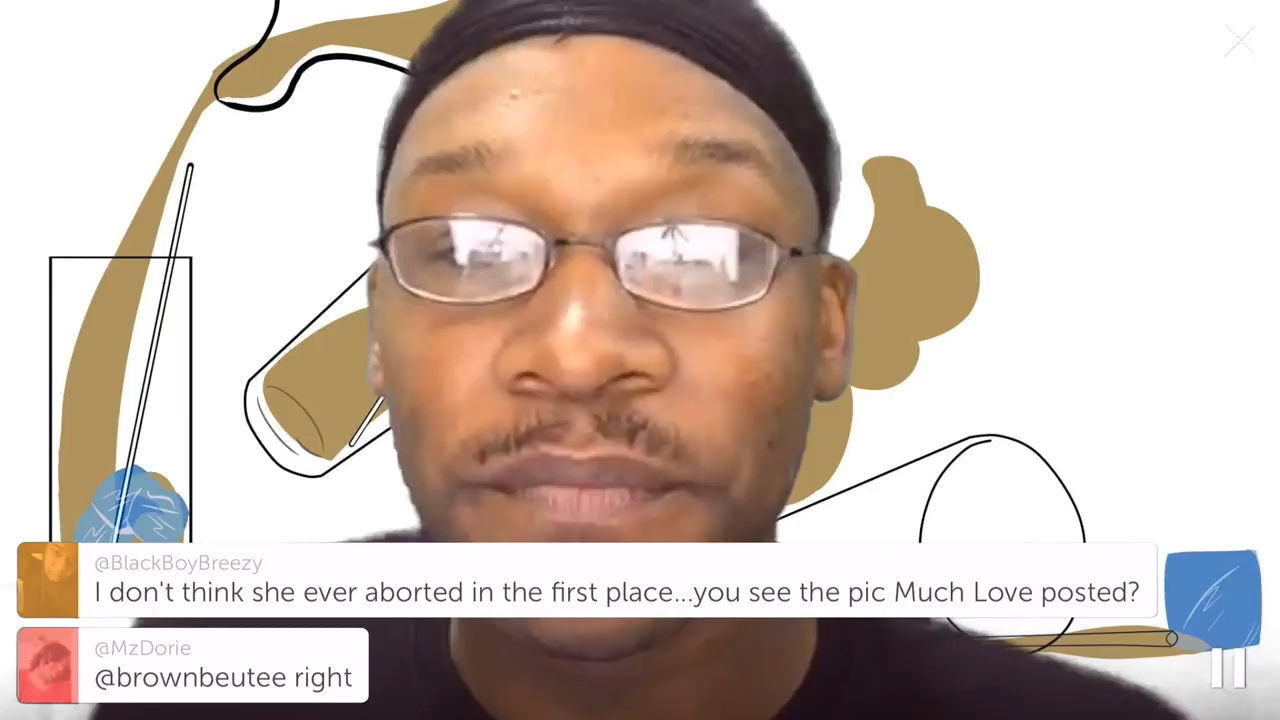 @BlackBoyBreezy
I don't think she ever aborted in the first place...you see the pic Much Love posted?
@MzDorie
@brownbeutee right